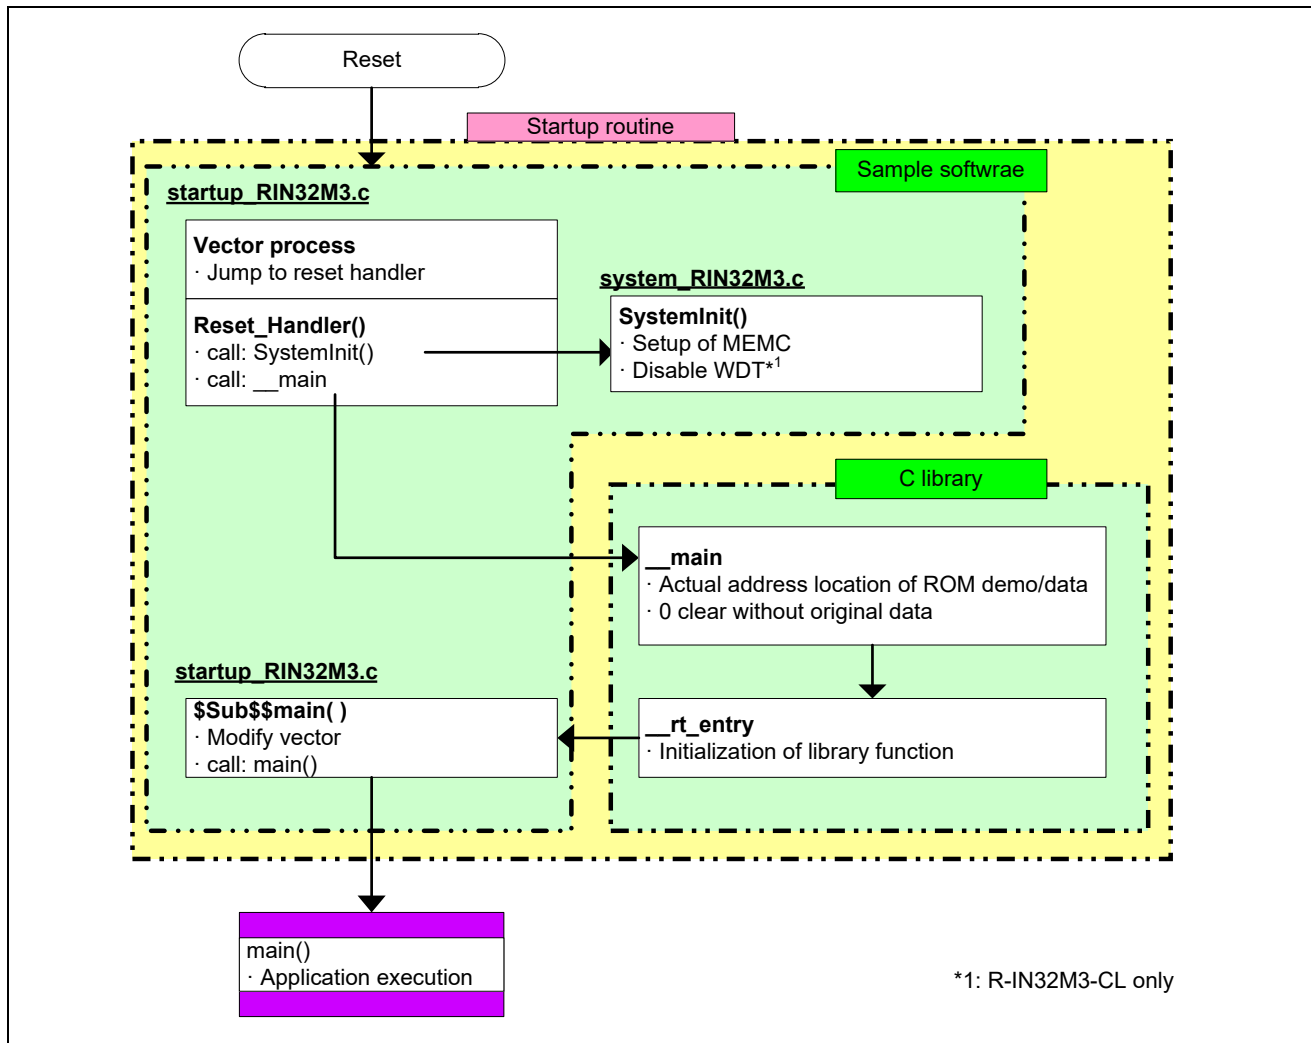 Reset
Startup routine
Sample softwrae
startup_RIN32M3.c
Vector process
· Jump to reset handler
Reset_Handler()
· call: SystemInit()
· call: __main
system_RIN32M3.c
SystemInit()
· Setup of MEMC
· Disable WDT*1
C library
__main
· Actual address location of ROM demo/data
· 0 clear without original data
__rt_entry
· Initialization of library function
startup_RIN32M3.c
$Sub$$main( )
· Modify vector
· call: main()
main()
· Application execution
*1: R-IN32M3-CL only